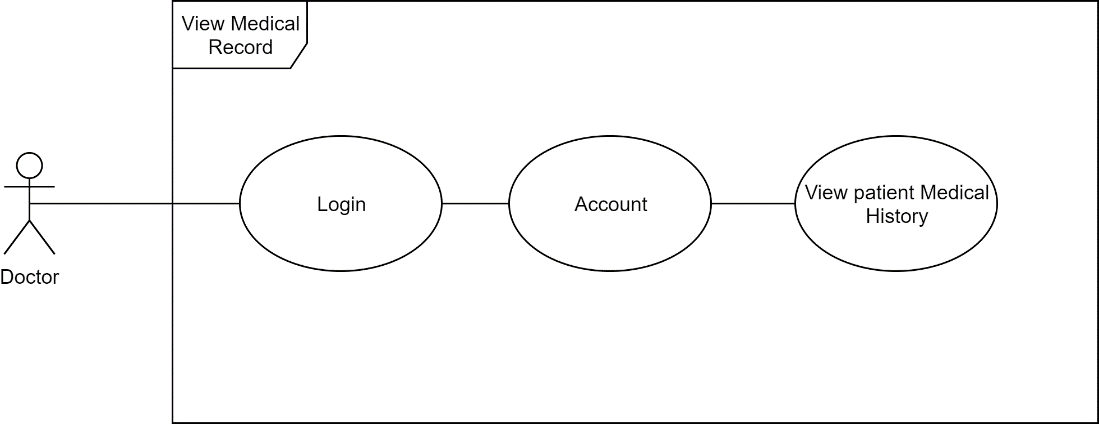 View Medical
Record
Login
Account
View patient Medical
History
Doctor